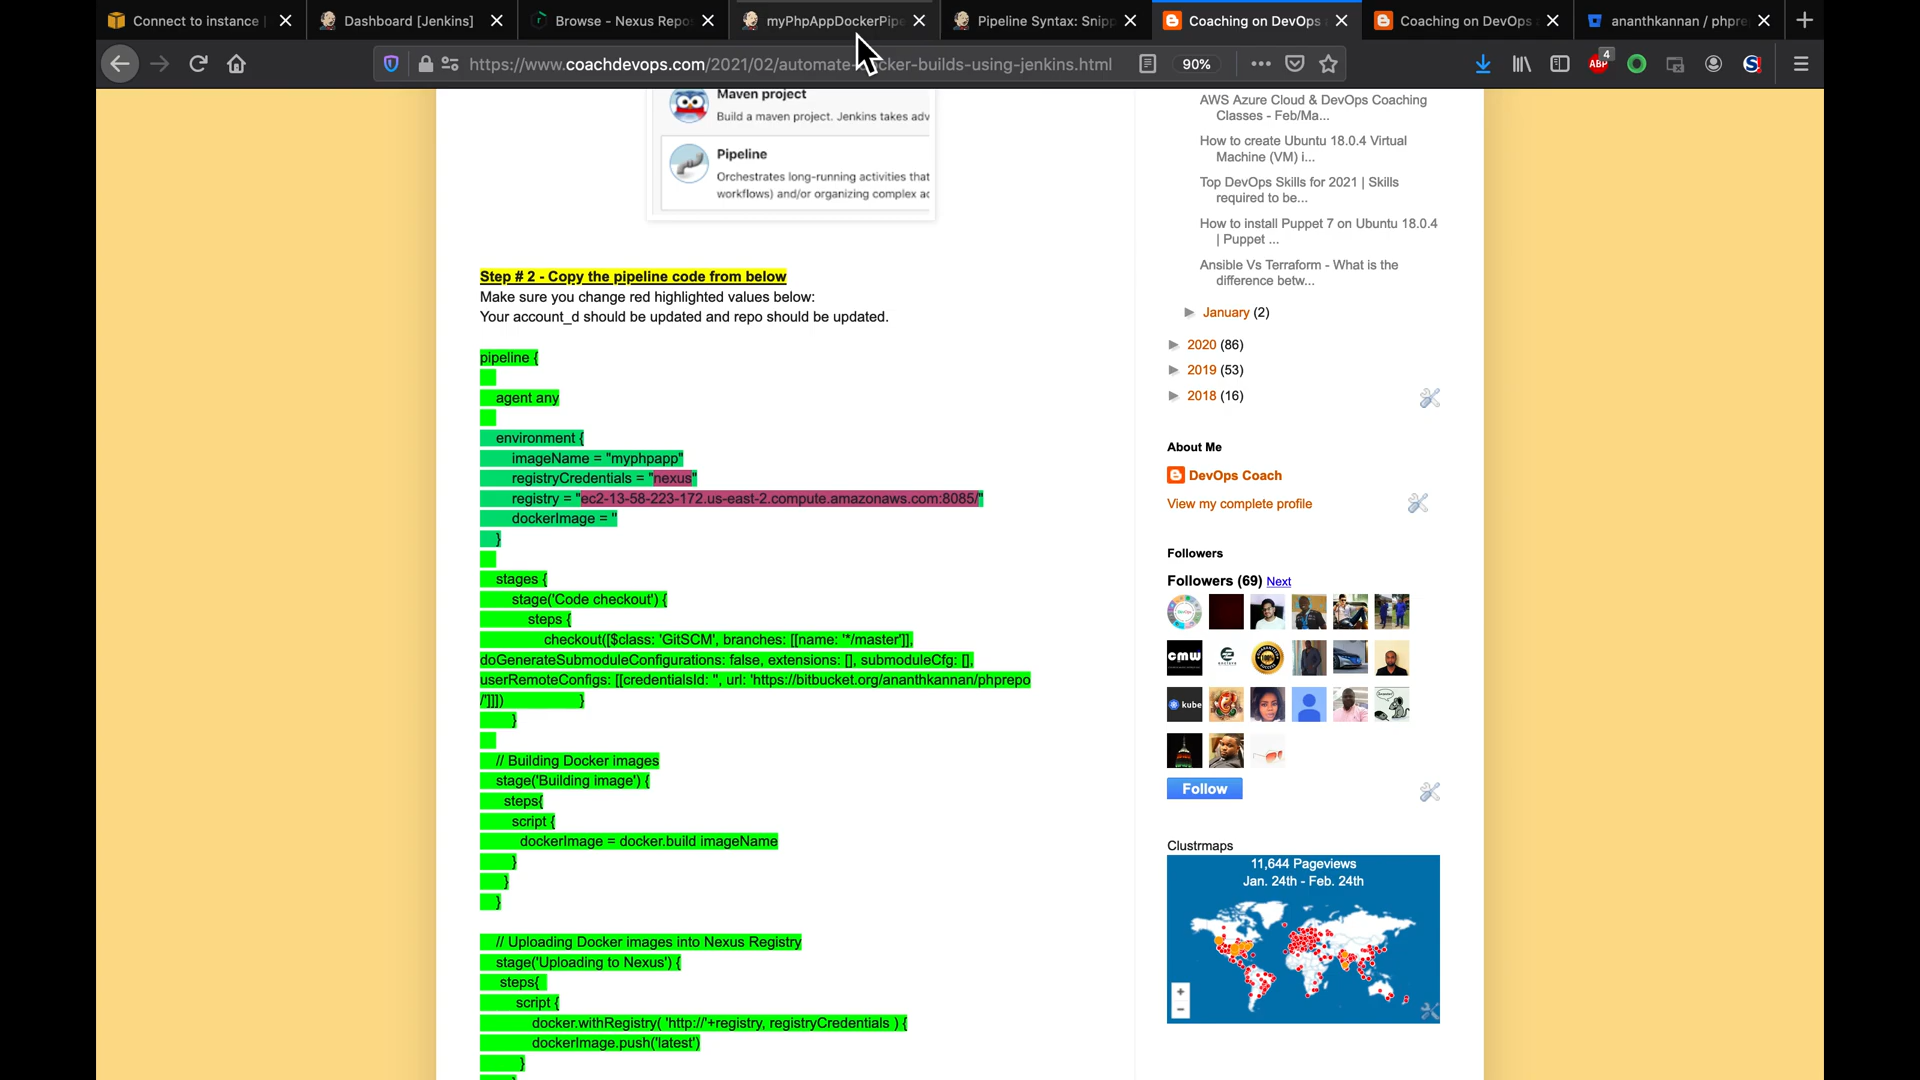 Connect to instance
Dashboard [Jenkins]
Browse - Nexus Repo
myPhpAppDockerPipe
Pipeline Syntax: Snipp
Coaching on DevOps
Coaching on DevOps
ananthkannan / phprep
https://www.coachdevops.com/2021/02/automate-docker-builds-using-jenkins.html
90%
4
ABP
Maven project
Build a maven project. Jenkins takes adv
Pipeline
Orchestrates long-running activities that
workflows) and/or organizing complex ac
Step # 2 - Copy the pipeline code from below
Make sure you change red highlighted values below:
Your account_d should be updated and repo should be updated.
pipeline {
agent any
environment {
imageName = "myphpapp"
registryCredentials = "nexus"
registry = "ec2-13-58-223-172.us-east-2.compute.amazonaws.com:8085/"
dockerImage = ''
}
stages {
stage('Code checkout') {
steps {
checkout([$class: 'GitSCM', branches: [[name: '*/master']],
doGenerateSubmoduleConfigurations: false, extensions: [], submoduleCfg: [],
userRemoteConfigs: [[credentialsId: '', url: 'https://bitbucket.org/ananthkannan/phprepo
/']]]) }
}
// Building Docker images
stage('Building image') {
steps{
script {
dockerImage = docker.build imageName
}
}
}
// Uploading Docker images into Nexus Registry
stage('Uploading to Nexus') {
steps{
script {
docker.withRegistry( 'http://'+registry, registryCredentials ) {
dockerImage.push('latest')
}
AWS Azure Cloud & DevOps Coaching
Classes - Feb/Ma...
How to create Ubuntu 18.0.4 Virtual
Machine (VM) i...
Top DevOps Skills for 2021 | Skills
required to be...
How to install Puppet 7 on Ubuntu 18.0.4
| Puppet ...
Ansible Vs Terraform - What is the
difference betw...
► January (2)
► 2020 (86)
► 2019 (53)
► 2018 (16)
About Me
DevOps Coach
View my complete profile
Followers
Followers (69) Next
cmw
kube
Follow
Clustrmaps
11,644 Pageviews
Jan. 24th - Feb. 24th
+
−